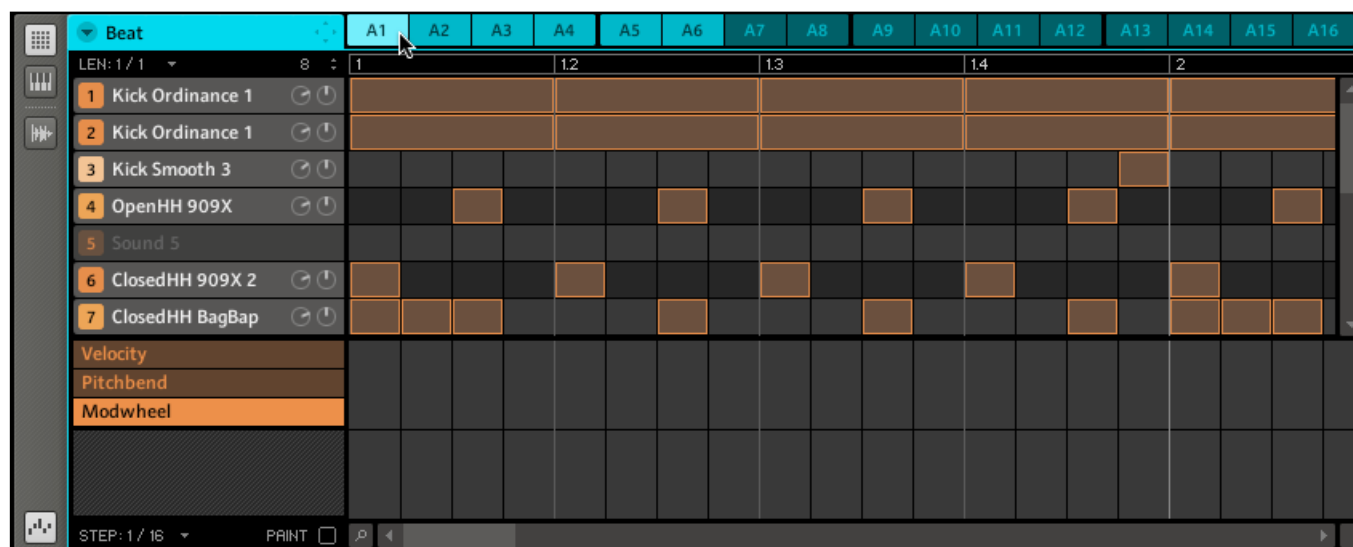 Beat A1 A2 A3 A4 A5 A6 A7 A8 A9 A10 A11 A12 A13 A14 A15 A16
LEN: 1 / 1 8 1 1.2 1.3 1.4 2
1 Kick Ordinance 1
2 Kick Ordinance 1
3 Kick Smooth 3
4 OpenHH 909X
5 Sound 5
6 ClosedHH 909X 2
7 ClosedHH BagBap
Velocity
Pitchbend
Modwheel
STEP: 1 / 16 PAINT